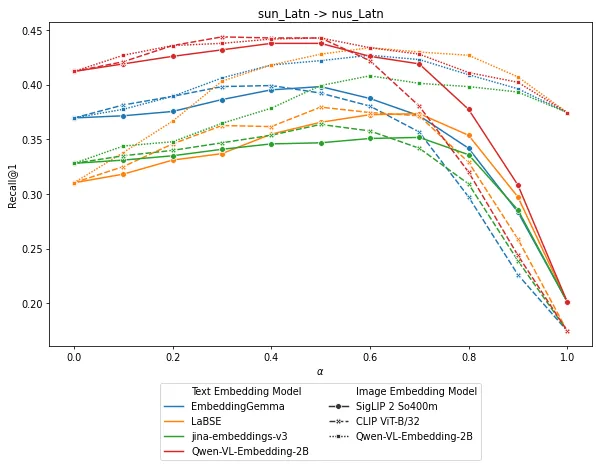 sun_Latn -> nus_Latn
Recall@1
0.45
0.40
0.35
0.30
0.25
0.20
0.0 0.2 0.4 0.6 0.8 1.0
α
Text Embedding Model Image Embedding Model
EmbeddingGemma SigLIP 2 So400m
LaBSE CLIP ViT-B/32
jina-embeddings-v3 Qwen-VL-Embedding-2B
Qwen-VL-Embedding-2B